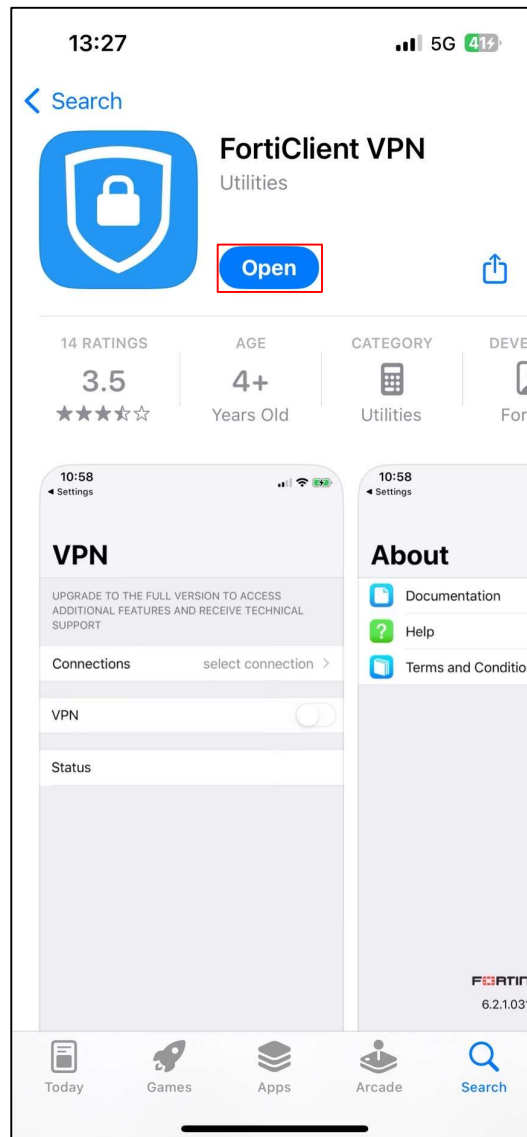 13:27
5G 41
Search
FortiClient VPN
Utilities
Open
14 RATINGS
AGE
CATEGORY
3.5
4+
Years Old
Utilities
10:58
Settings
VPN
UPGRADE TO THE FULL VERSION TO ACCESS
ADDITIONAL FEATURES AND RECEIVE TECHNICAL
SUPPORT
Connections
select connection
VPN
Status
10:58
Settings
About
Documentation
Help
Terms and
Today
Games
Apps
Arcade
Search